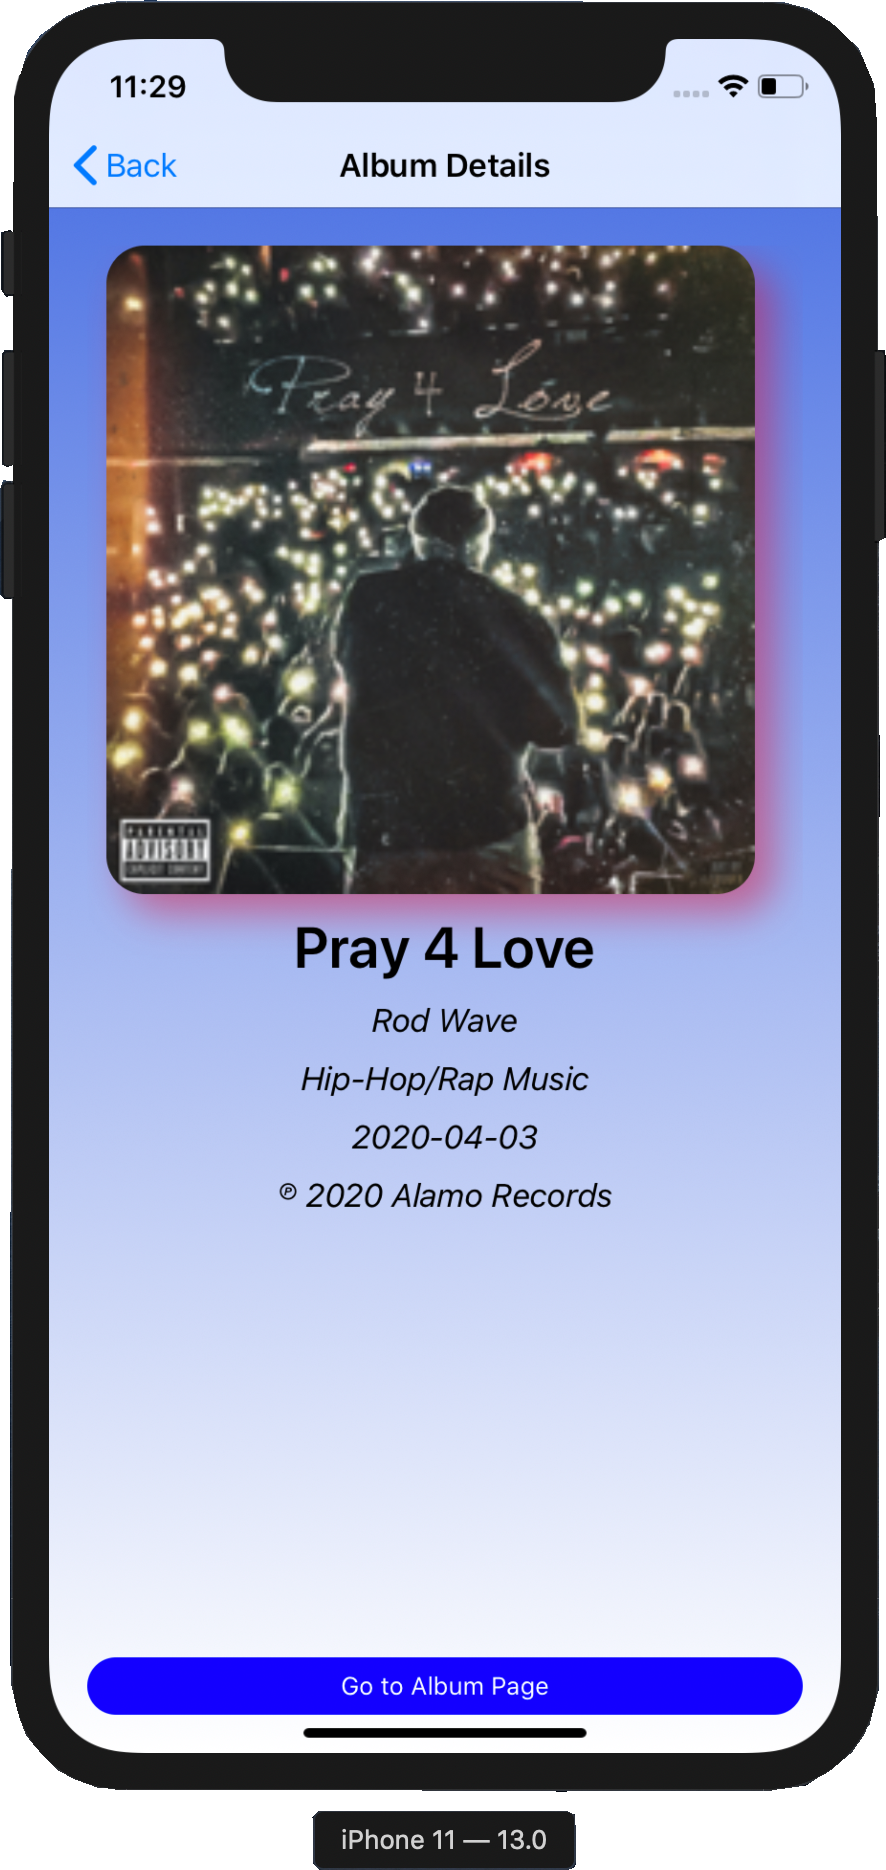 11:29
Back
Album Details
Pray 4 Love
PARENTAL
ADVISORY
EXPLICIT CONTENT
Pray 4 Love
Rod Wave
Hip-Hop/Rap Music
2020-04-03
℗ 2020 Alamo Records
Go to Album Page
iPhone 11 — 13.0